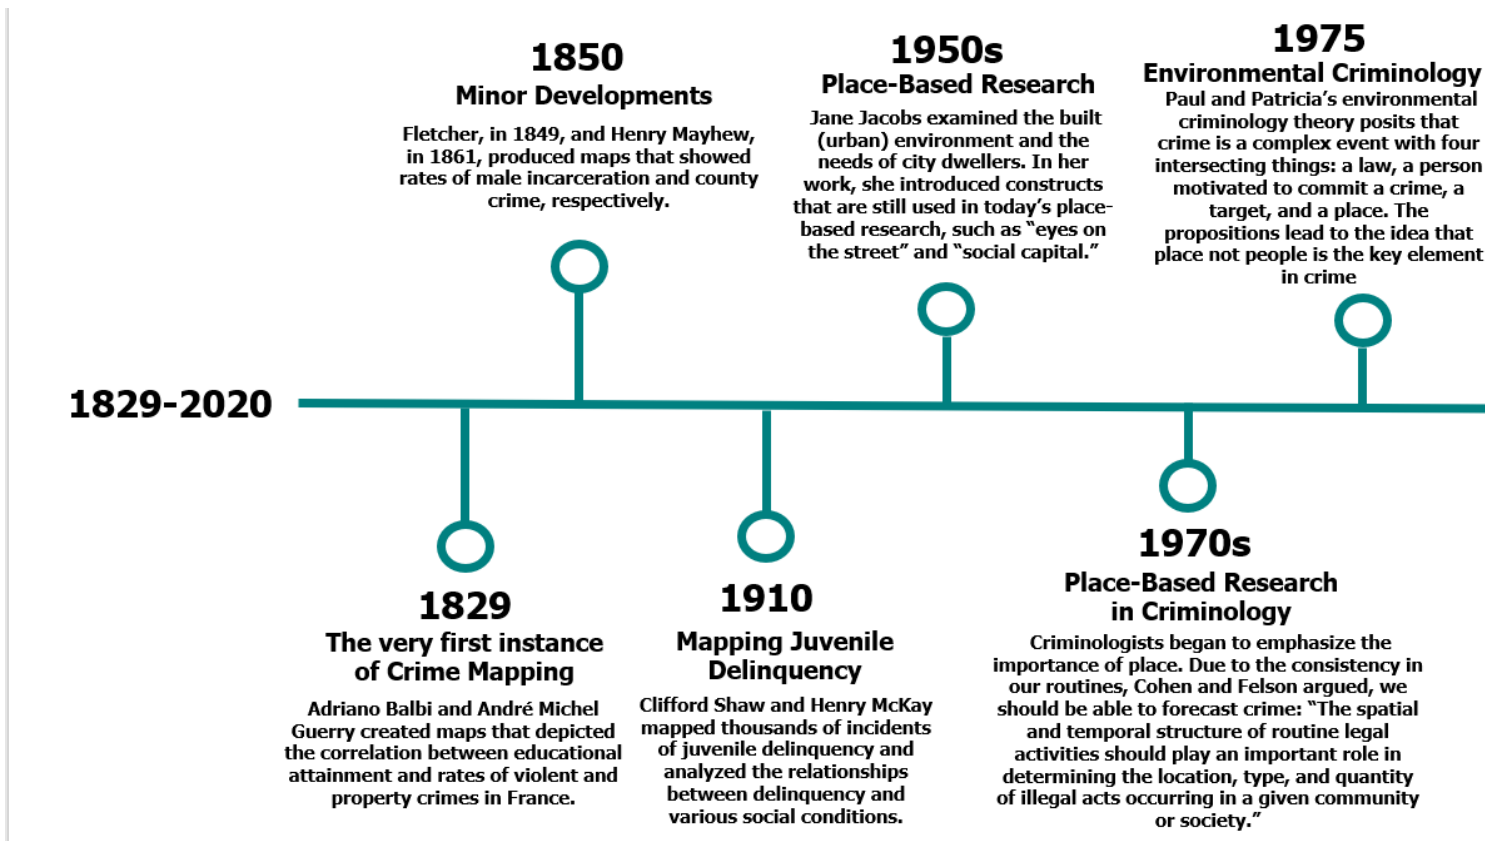 1850
Minor Developments
Fletcher, in 1849, and Henry Mayhew,
in 1861, produced maps that showed
rates of male incarceration and county
crime, respectively.
1950s
Place-Based Research
Jane Jacobs examined the built
(urban) environment and the
needs of city dwellers. In her
work, she introduced constructs
that are still used in today’s place-
based research, such as “eyes on
the street” and “social capital.”
1975
Environmental Criminology
Paul and Patricia’s environmental
criminology theory posits that
crime is a complex event with four
intersecting things: a law, a person
motivated to commit a crime, a
target, and a place. The
propositions lead to the idea that
place not people is the key element
in crime
1829-2020
1829
The very first instance
of Crime Mapping
Adriano Balbi and André Michel
Guerry created maps that depicted
the correlation between educational
attainment and rates of violent and
property crimes in France.
1910
Mapping Juvenile
Delinquency
Clifford Shaw and Henry McKay
mapped thousands of incidents
of juvenile delinquency and
analyzed the relationships
between delinquency and
various social conditions.
1970s
Place-Based Research
in Criminology
Criminologists began to emphasize the
importance of place. Due to the consistency in
our routines, Cohen and Felson argued, we
should be able to forecast crime: “The spatial
and temporal structure of routine legal
activities should play an important role in
determining the location, type, and quantity
of illegal acts occurring in a given community
or society.”